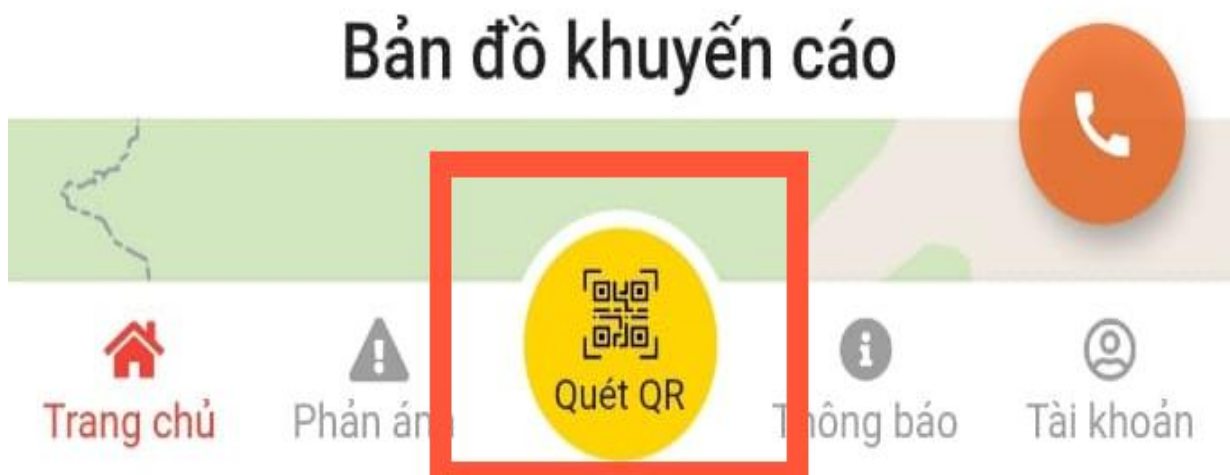 Bản đồ khuyến cáo
Quét QR
Trang chủ
Phản án
Thông báo
Tài khoản